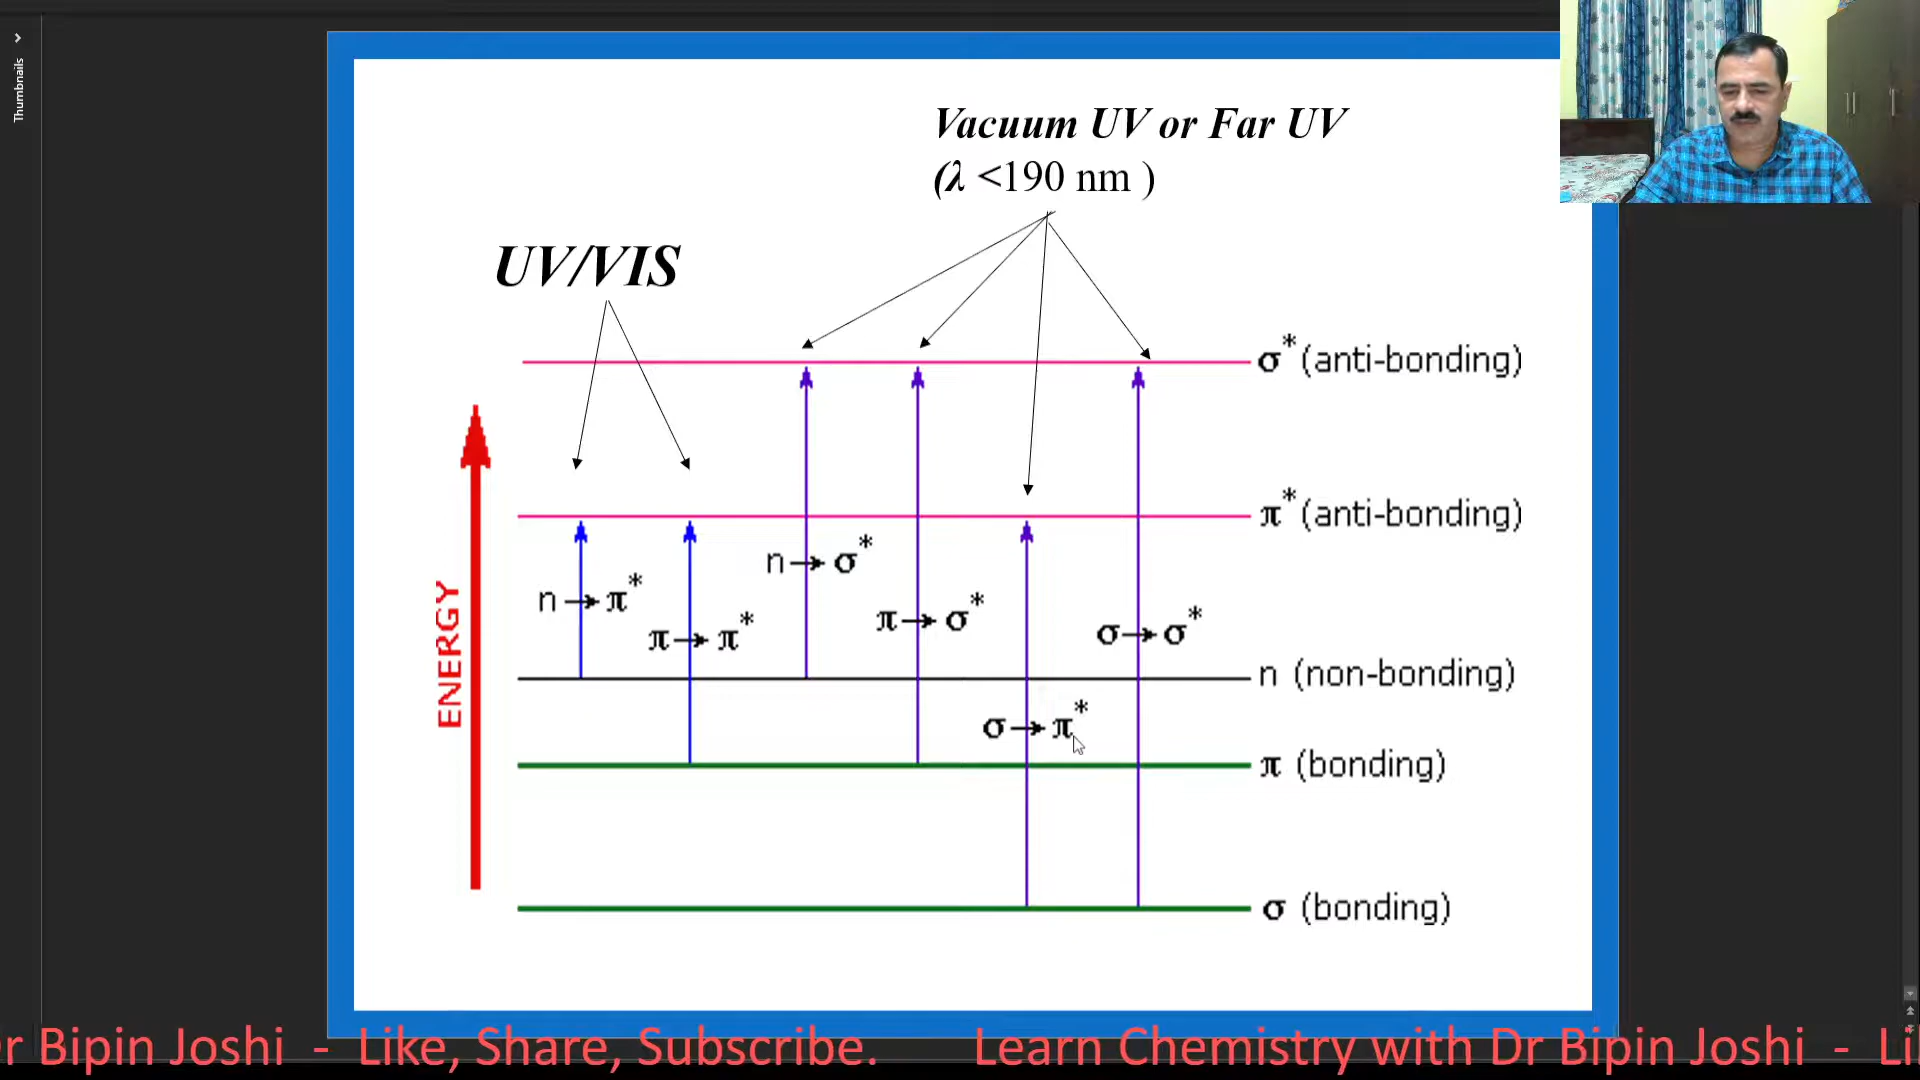 Thumbnails
Vacuum UV or Far UV
(λ <190 nm )
UV/VIS
σ* (anti-bonding)
π* (anti-bonding)
n→σ*
n→π*
π→σ*
π→π*
σ→σ*
n (non-bonding)
σ→π*
π (bonding)
σ (bonding)
ENERGY
r Bipin Joshi - Like, Share, Subscribe. Learn Chemistry with Dr Bipin Joshi - Li